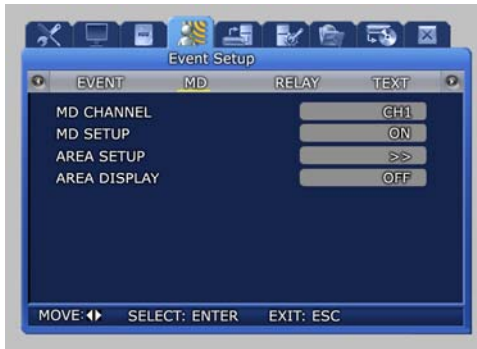 Event Setup
EVENT MD RELAY TEXT
MD CHANNEL CH1
MD SETUP ON
AREA SETUP >>
AREA DISPLAY OFF
MOVE: SELECT: ENTER EXIT: ESC